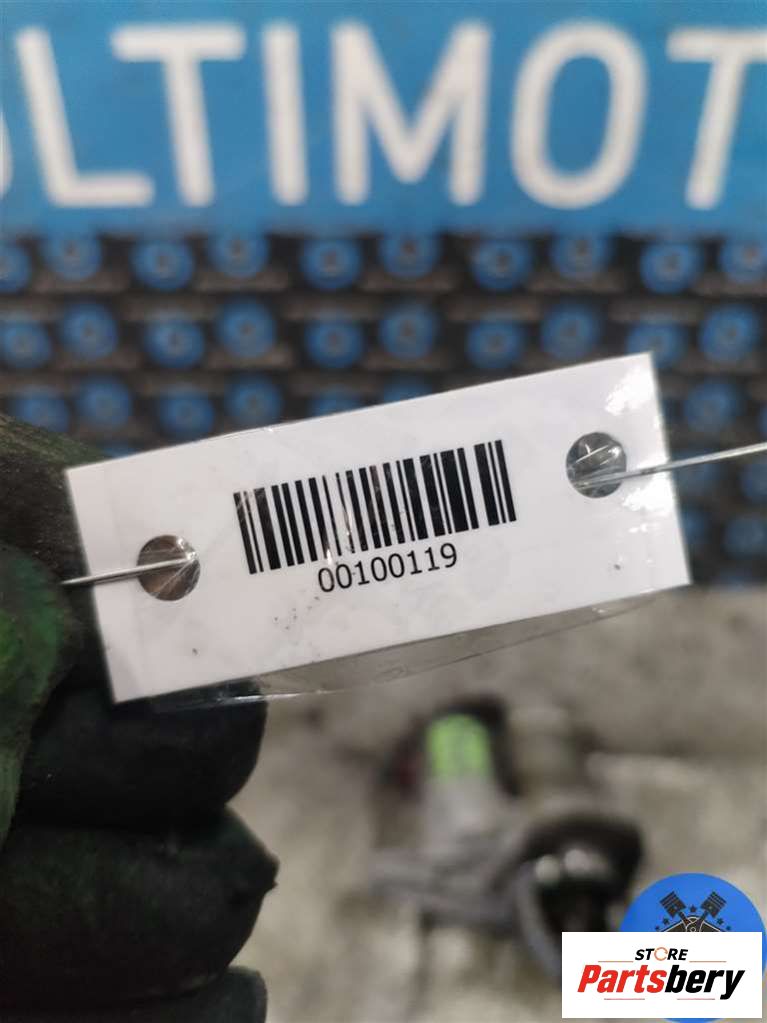 LTIMOT
00100119
STORE
Partsbery